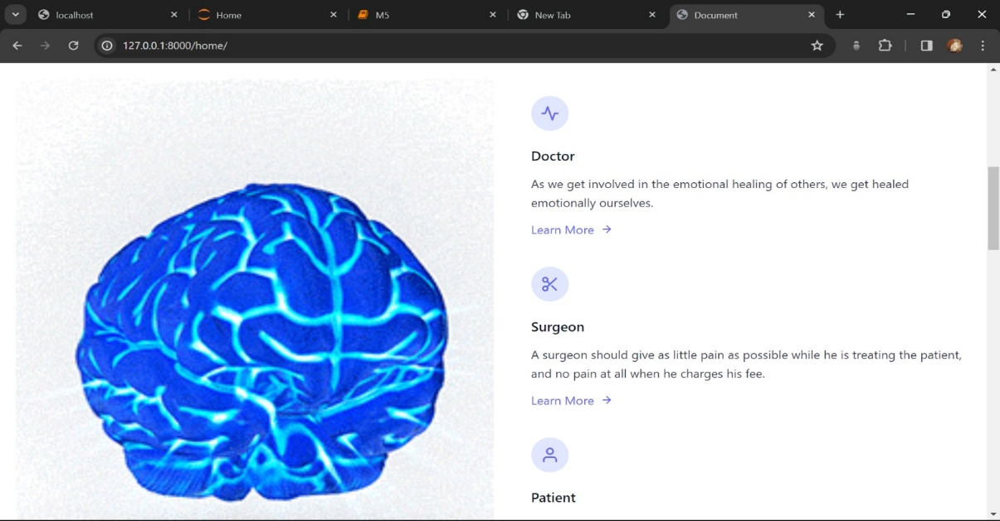 localhost
Home
M5
New Tab
Document
127.0.0.1:8000/home/
Doctor
As we get involved in the emotional healing of others, we get healed
emotionally ourselves.
Learn More →
Surgeon
A surgeon should give as little pain as possible while he is treating the patient,
and no pain at all when he charges his fee.
Learn More →
Patient